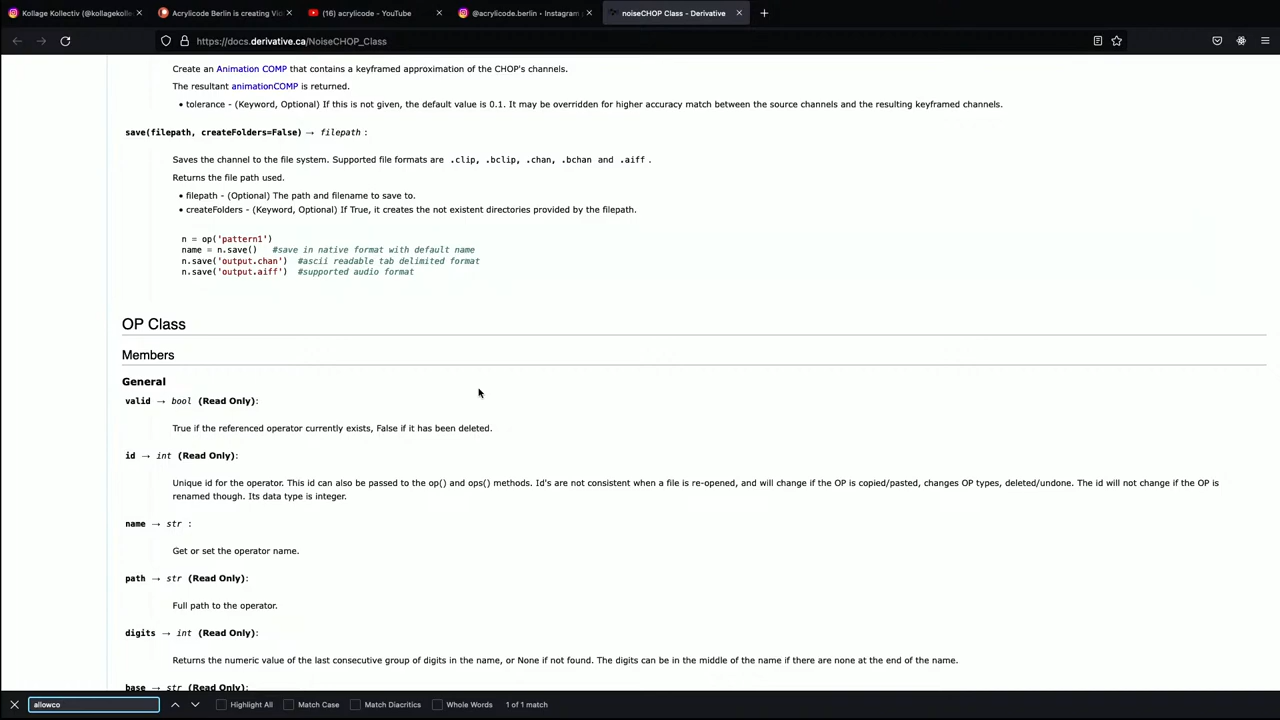 Kollage Kollectiv (@kollagekolle
Acrylicode Berlin is creating Vid
(16) acrylicode - YouTube
@acrylicode.berlin • Instagram
noiseCHOP Class - Derivative
https://docs.derivative.ca/NoiseCHOP_Class
Create an Animation COMP that contains a keyframed approximation of the CHOP's channels.
The resultant animationCOMP is returned.
• tolerance - (Keyword, Optional) If this is not given, the default value is 0.1. It may be overridden for higher accuracy match between the source channels and the resulting keyframed channels.
save(filepath, createFolders=False) → filepath :
Saves the channel to the file system. Supported file formats are .clip, .bclip, .chan, .bchan and .aiff .
Returns the file path used.
• filepath - (Optional) The path and filename to save to.
• createFolders - (Keyword, Optional) If True, it creates the not existent directories provided by the filepath.
n = op('pattern1')
name = n.save() #save in native format with default name
n.save('output.chan') #ascii readable tab delimited format
n.save('output.aiff') #supported audio format
OP Class
Members
General
valid → bool (Read Only):
True if the referenced operator currently exists, False if it has been deleted.
id → int (Read Only):
Unique id for the operator. This id can also be passed to the op() and ops() methods. Id's are not consistent when a file is re-opened, and will change if the OP is copied/pasted, changes OP types, deleted/undone. The id will not change if the OP is
renamed though. Its data type is integer.
name → str :
Get or set the operator name.
path → str (Read Only):
Full path to the operator.
digits → int (Read Only):
Returns the numeric value of the last consecutive group of digits in the name, or None if not found. The digits can be in the middle of the name if there are none at the end of the name.
base → str (Read Only):
allowco
Highlight All
Match Case
Match Diacritics
Whole Words
1 of 1 match